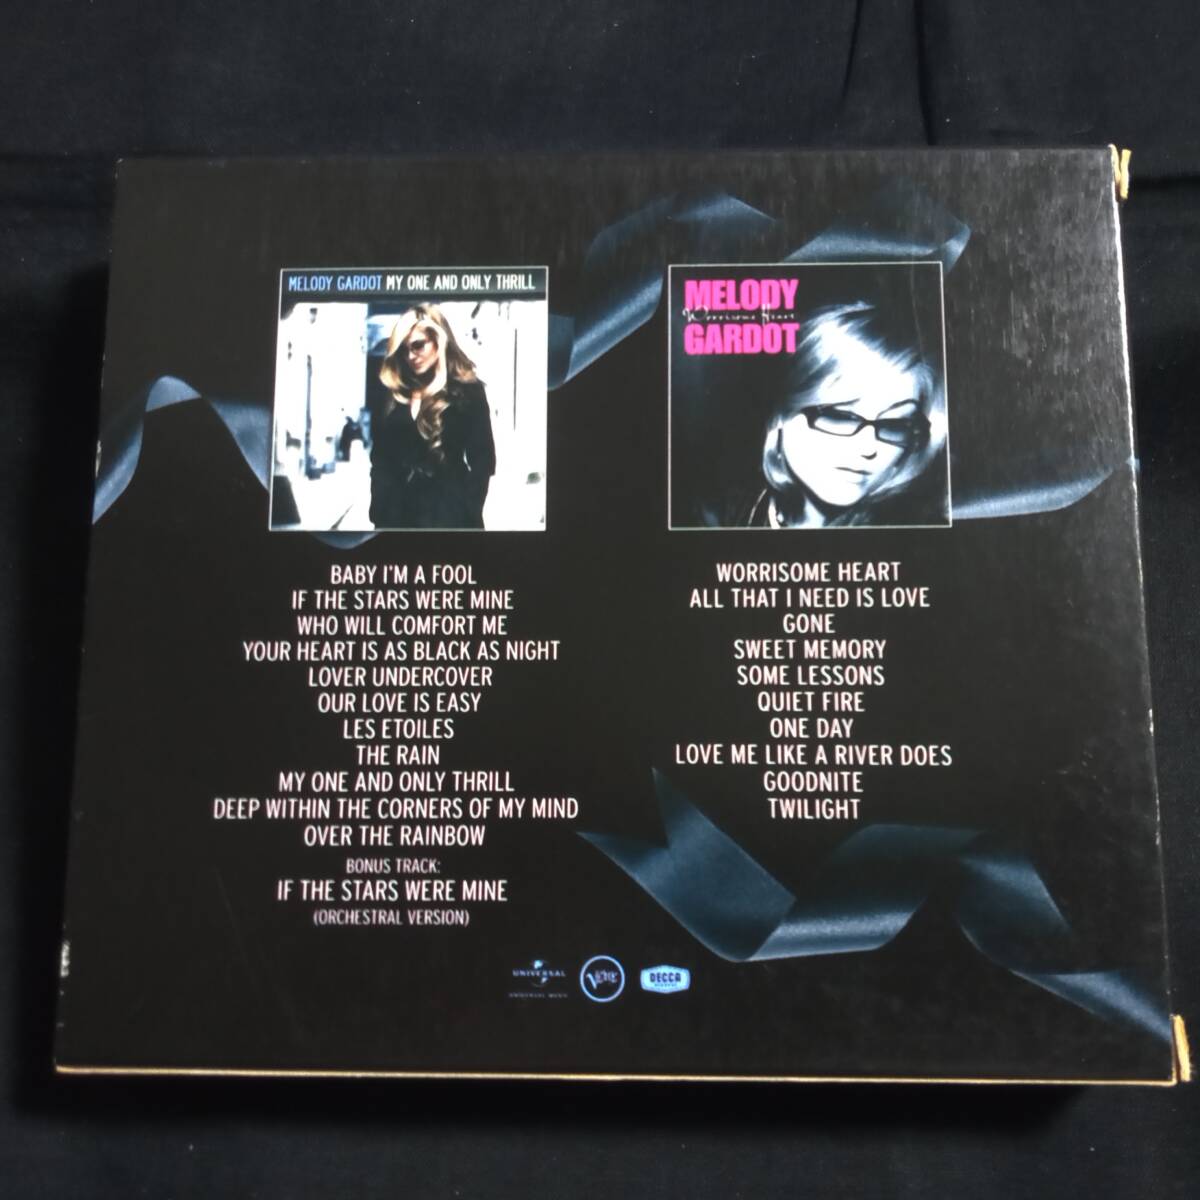 MELODY GARDOT MY ONE AND ONLY THRILL
BABY I'M A FOOL
IF THE STARS WERE MINE
WHO WILL COMFORT ME
YOUR HEART IS AS BLACK AS NIGHT
LOVER UNDERCOVER
OUR LOVE IS EASY
LES ETOILES
THE RAIN
MY ONE AND ONLY THRILL
DEEP WITHIN THE CORNERS OF MY MIND
OVER THE RAINBOW
BONUS TRACK:
IF THE STARS WERE MINE
(ORCHESTRAL VERSION)
MELODY
Worrisome Heart
GARDOT
WORRISOME HEART
ALL THAT I NEED IS LOVE
GONE
SWEET MEMORY
SOME LESSONS
QUIET FIRE
ONE DAY
LOVE ME LIKE A RIVER DOES
GOODNITE
TWILIGHT
UNIVERSAL
UNIVERSAL MUSIC
Verve
DECCA